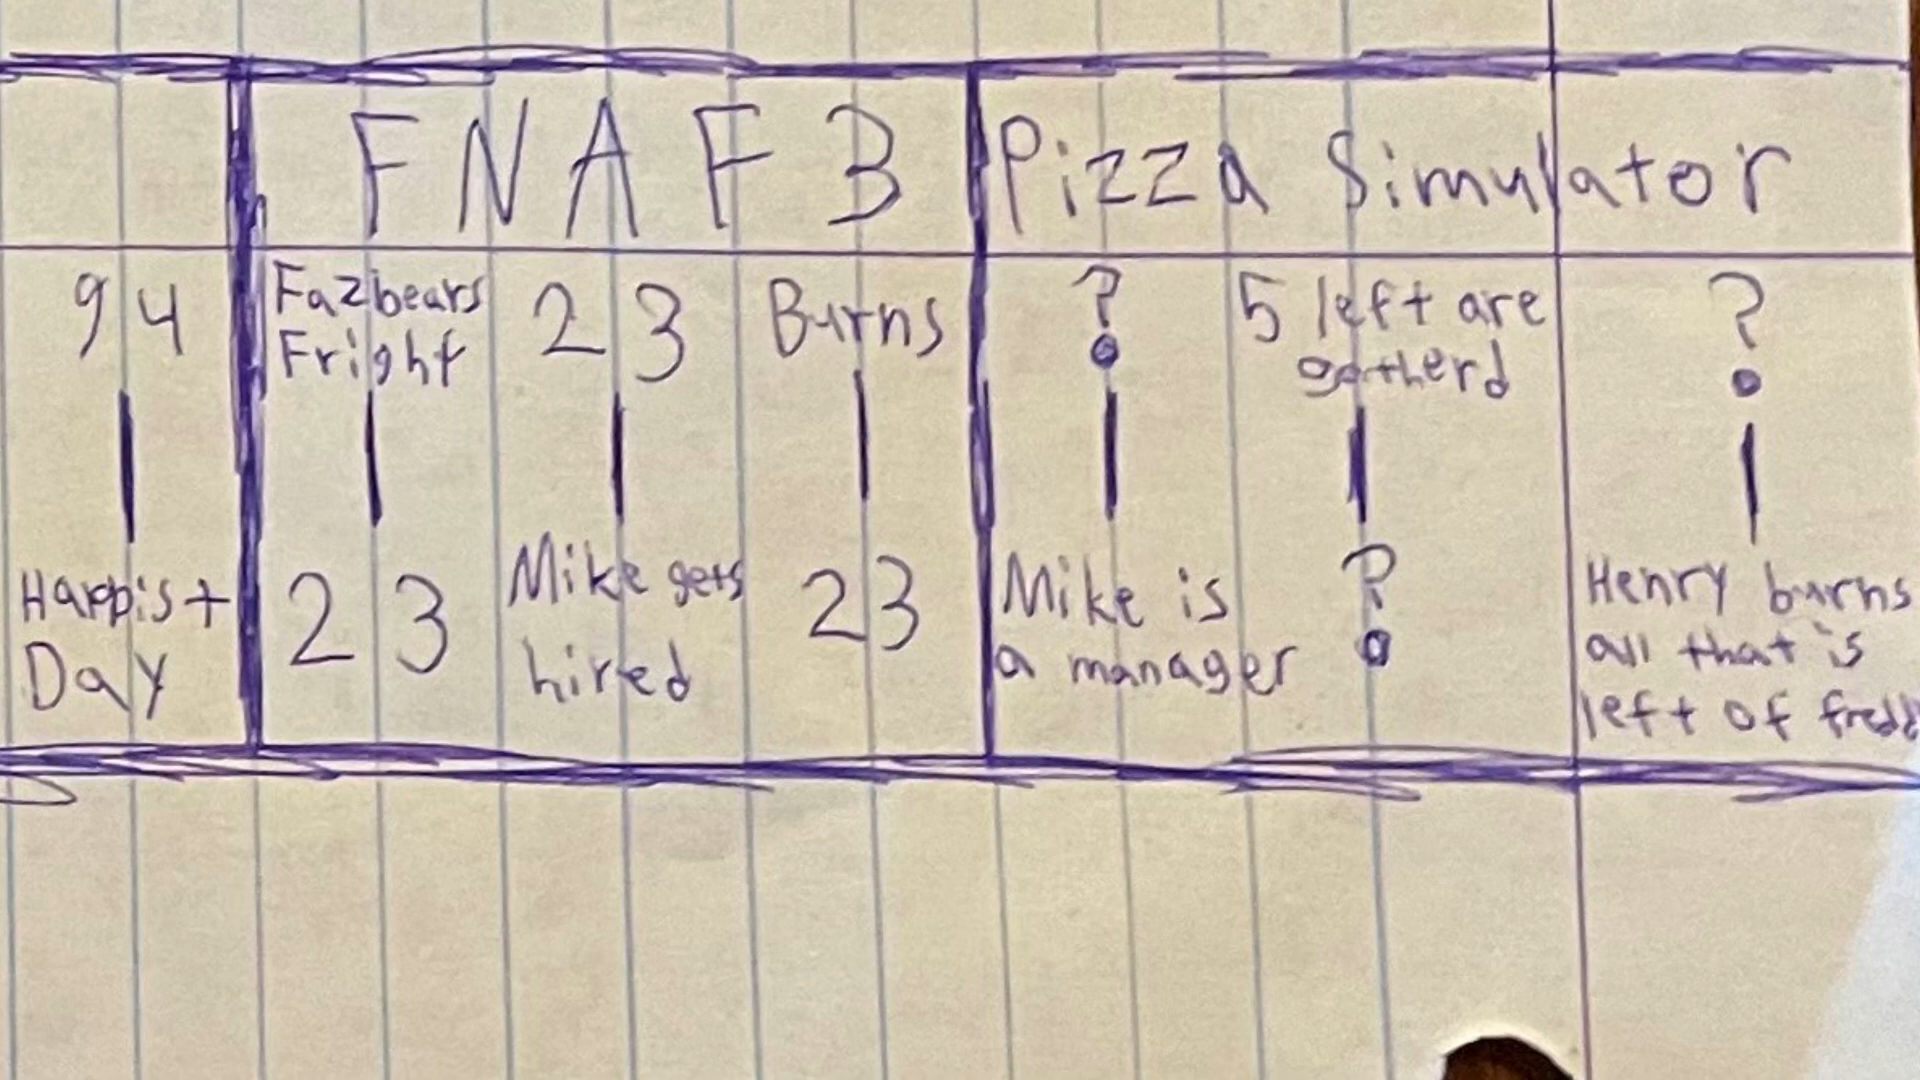 FNAF 3
Pizza Simulator
94
Happist
Day
Fazbears
Fright
23
23
Mike gets
hired
Burns
23
?
Mike is
a manager
5 left are
gatherd
?
?
Henry burns
all that is
left of